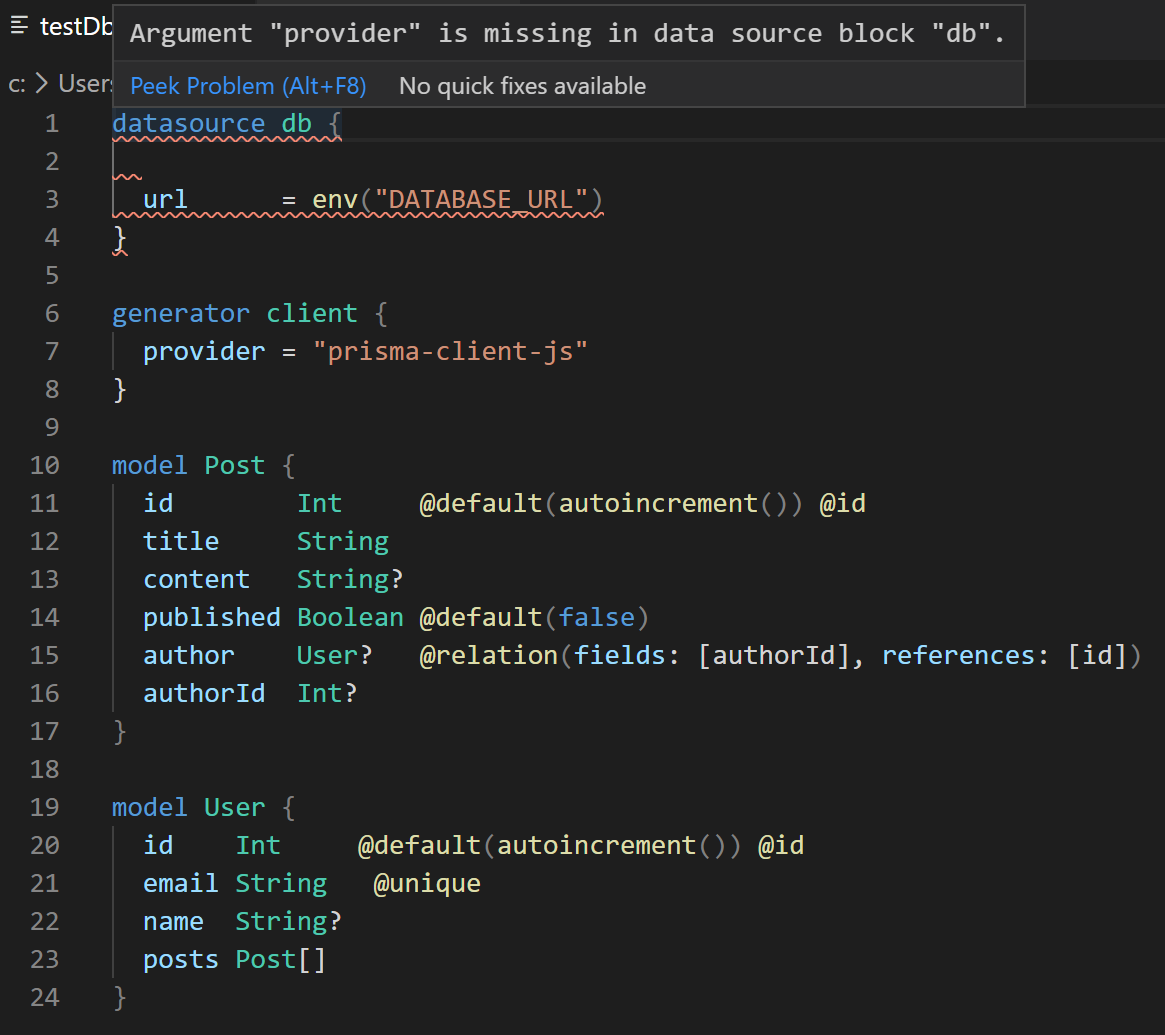 testDb
Argument "provider" is missing in data source block "db".
c: > Users
Peek Problem (Alt+F8) No quick fixes available
1 datasource db {
2
3   url      = env("DATABASE_URL")
4 }
5
6 generator client {
7   provider = "prisma-client-js"
8 }
9
10 model Post {
11   id        Int     @default(autoincrement()) @id
12   title     String
13   content   String?
14   published Boolean @default(false)
15   author    User?   @relation(fields: [authorId], references: [id])
16   authorId  Int?
17 }
18
19 model User {
20   id    Int     @default(autoincrement()) @id
21   email String   @unique
22   name  String?
23   posts Post[]
24 }